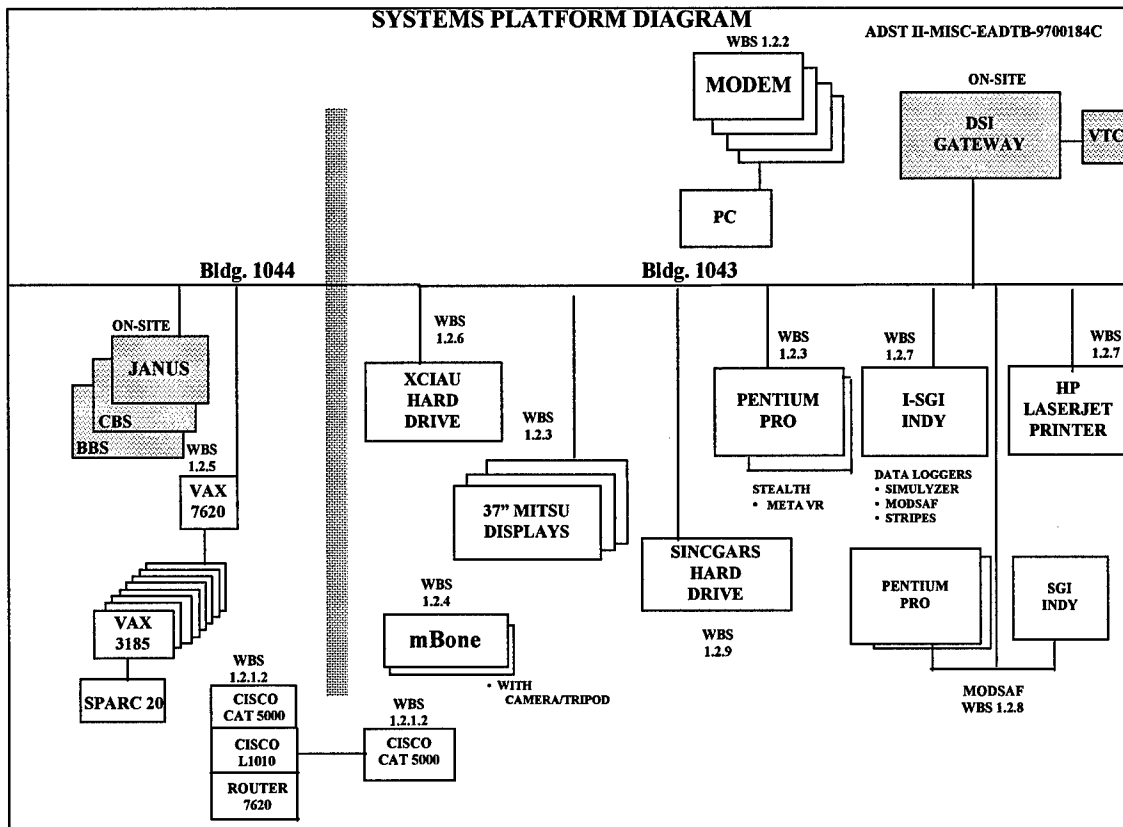 SYSTEMS PLATFORM DIAGRAM
ADST II-MISC-EADTB-9700184C
WBS 1.2.2
MODEM
PC
ON-SITE
DSI
GATEWAY
VTC
Bldg. 1044
Bldg. 1043
ON-SITE
JANUS
CBS
BBS
WBS
1.2.5
VAX
7620
VAX
3185
SPARC 20
WBS
1.2.1.2
CISCO
CAT 5000
CISCO
L1010
ROUTER
7620
WBS
1.2.6
XCIAU
HARD
DRIVE
WBS
1.2.3
37” MITSU
DISPLAYS
WBS
1.2.4
mBone
• WITH
CAMERA/TRIPOD
WBS
1.2.1.2
CISCO
CAT 5000
SINCGARS
HARD
DRIVE
WBS
1.2.9
WBS
1.2.3
PENTIUM
PRO
STEALTH
• META VR
WBS
1.2.7
I-SGI
INDY
DATA LOGGERS
• SIMULYZER
• MODSAF
• STRIPES
WBS
1.2.7
HP
LASERJET
PRINTER
PENTIUM
PRO
SGI
INDY
MODSAF
WBS 1.2.8